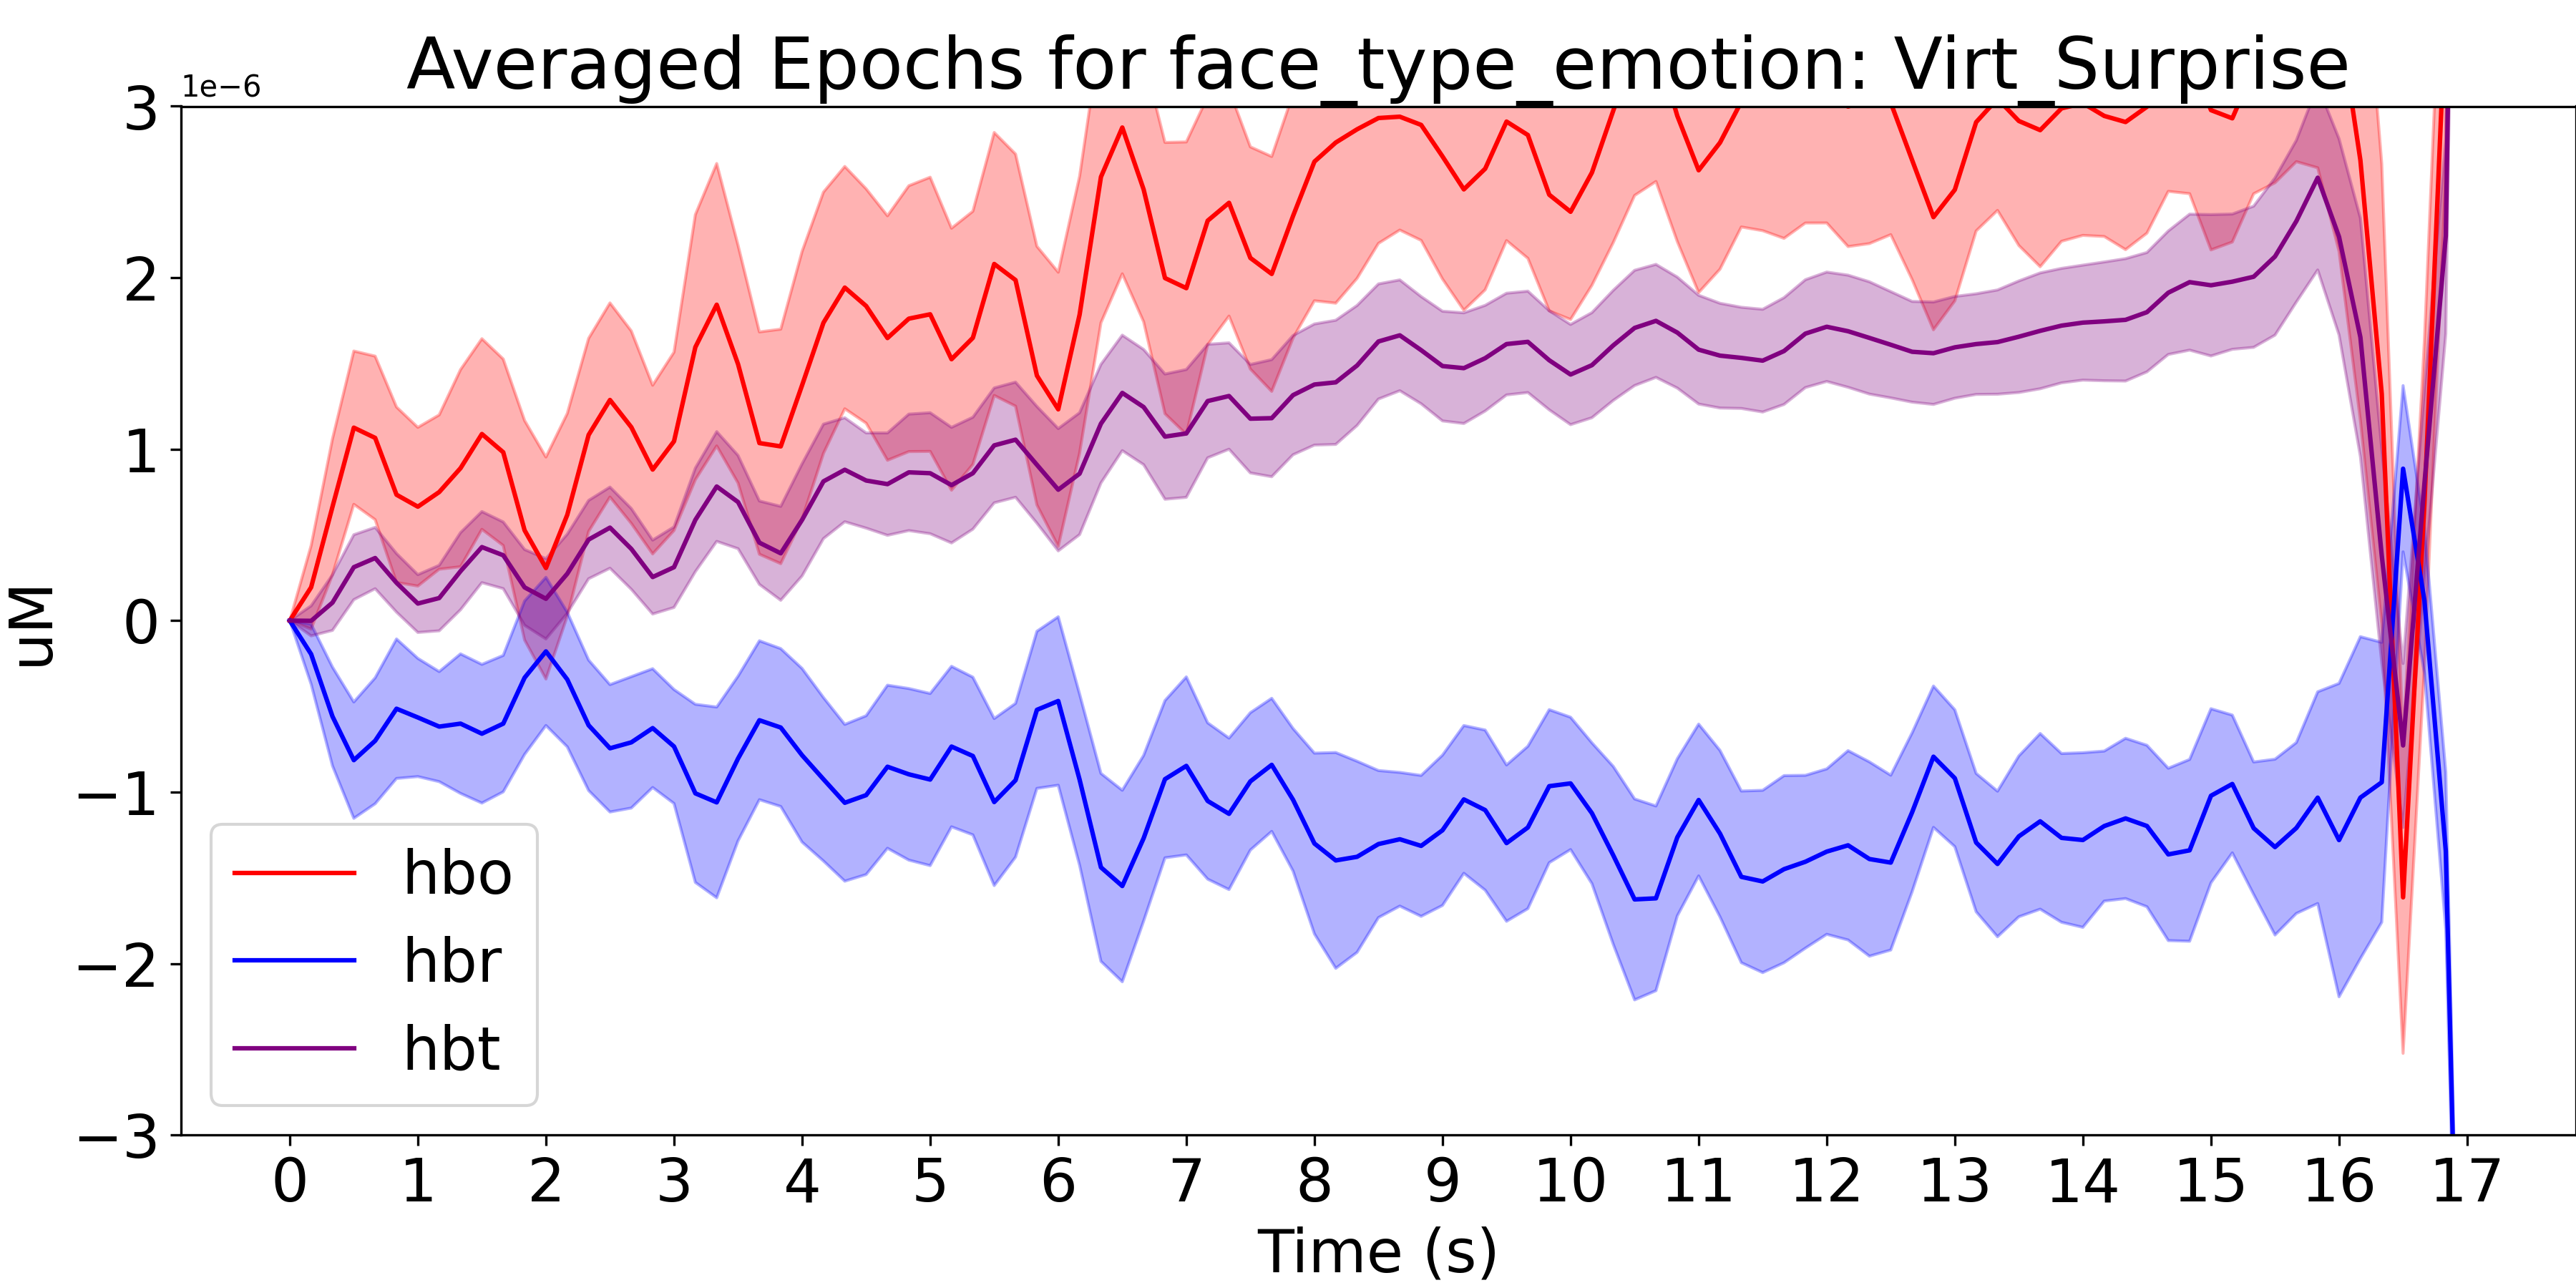 Averaged Epochs for face_type_emotion: Virt_Surprise
1e−6
3
2
1
0
−1
−2
−3
uM
hbo
hbr
hbt
0 1 2 3 4 5 6 7 8 9 10 11 12 13 14 15 16 17
Time (s)